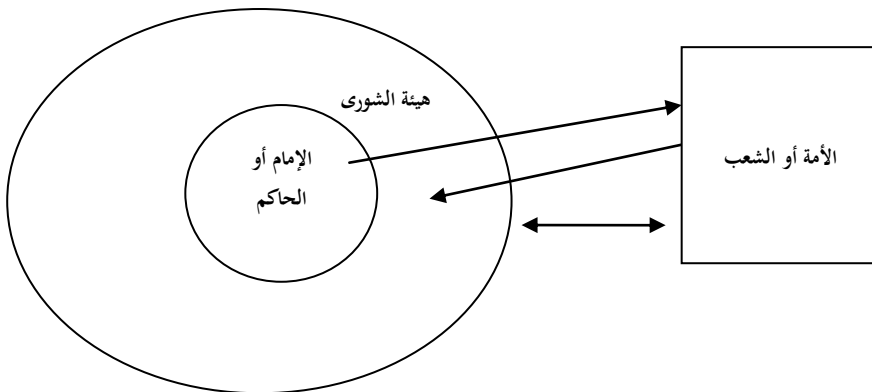 هيئة الشورى
الإمام أو
الحاكم
الأمة أو الشعب